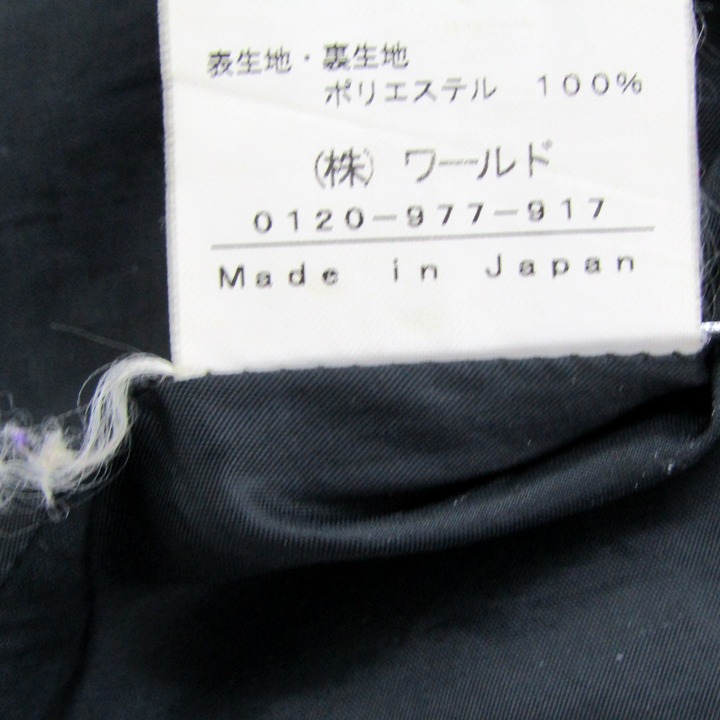 表生地・裏生地
ポリエステル 100%
(株) ワールド
0120-977-917
Made in Japan